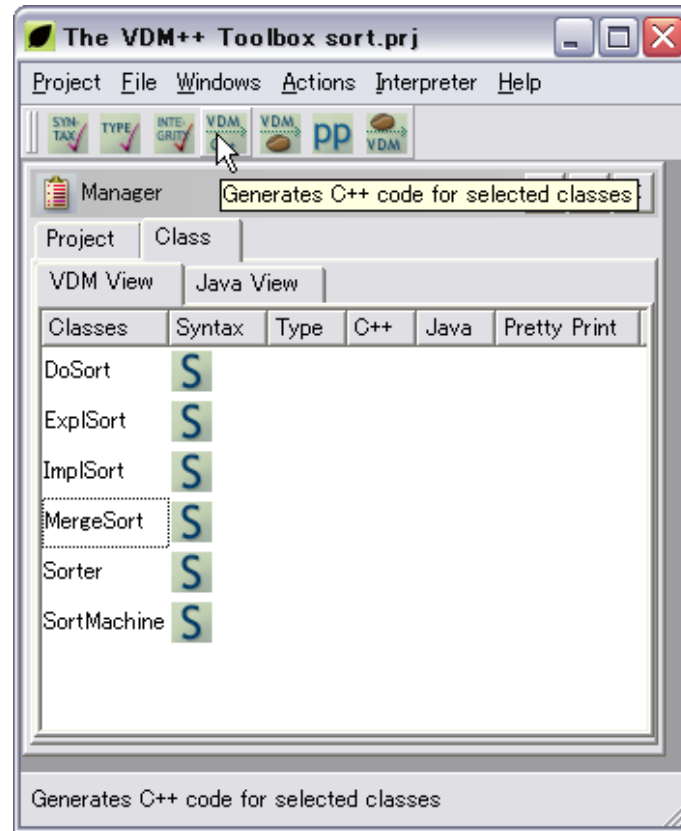 The VDM++ Toolbox sort.prj
Project File Windows Actions Interpreter Help
SYN-TAX TYPE INTE-GRITY VDM VDM pp VDM
Manager
Generates C++ code for selected classes
Project Class
VDM View Java View
Classes Syntax Type C++ Java Pretty Print
DoSort S
ExplSort S
ImplSort S
MergeSort S
Sorter S
SortMachine S
Generates C++ code for selected classes